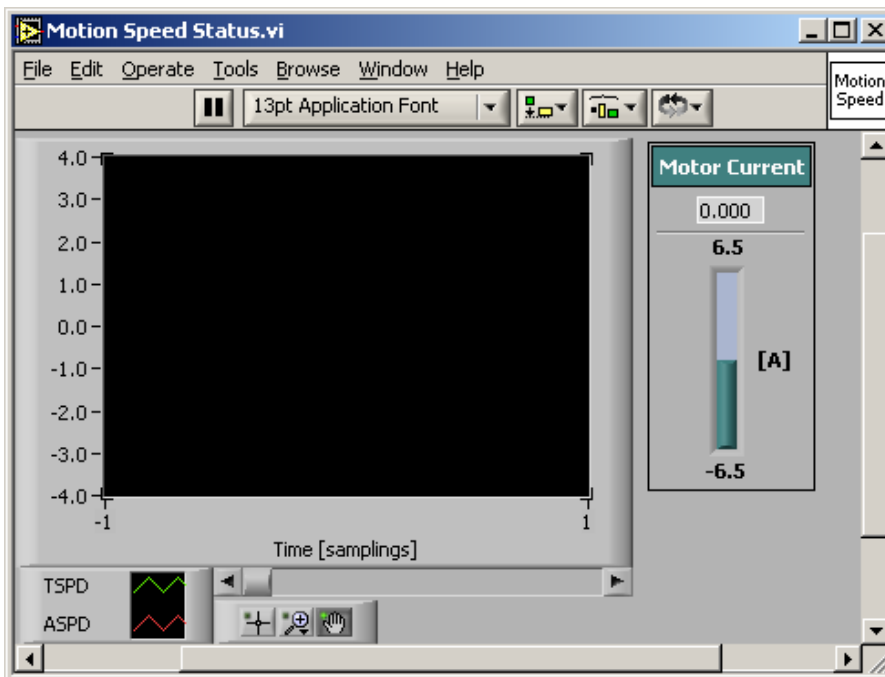 Motion Speed Status.vi
File Edit Operate Tools Browse Window Help
Motion
Speed
13pt Application Font
4.0
3.0
2.0
1.0
0.0
-1.0
-2.0
-3.0
-4.0
-1
1
Time [samplings]
Motor Current
0.000
6.5
[A]
-6.5
TSPD
ASPD